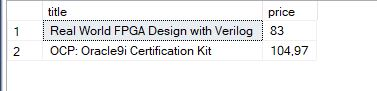 title price
1 Real World FPGA Design with Verilog 83
2 OCP: Oracle9i Certification Kit 104,97